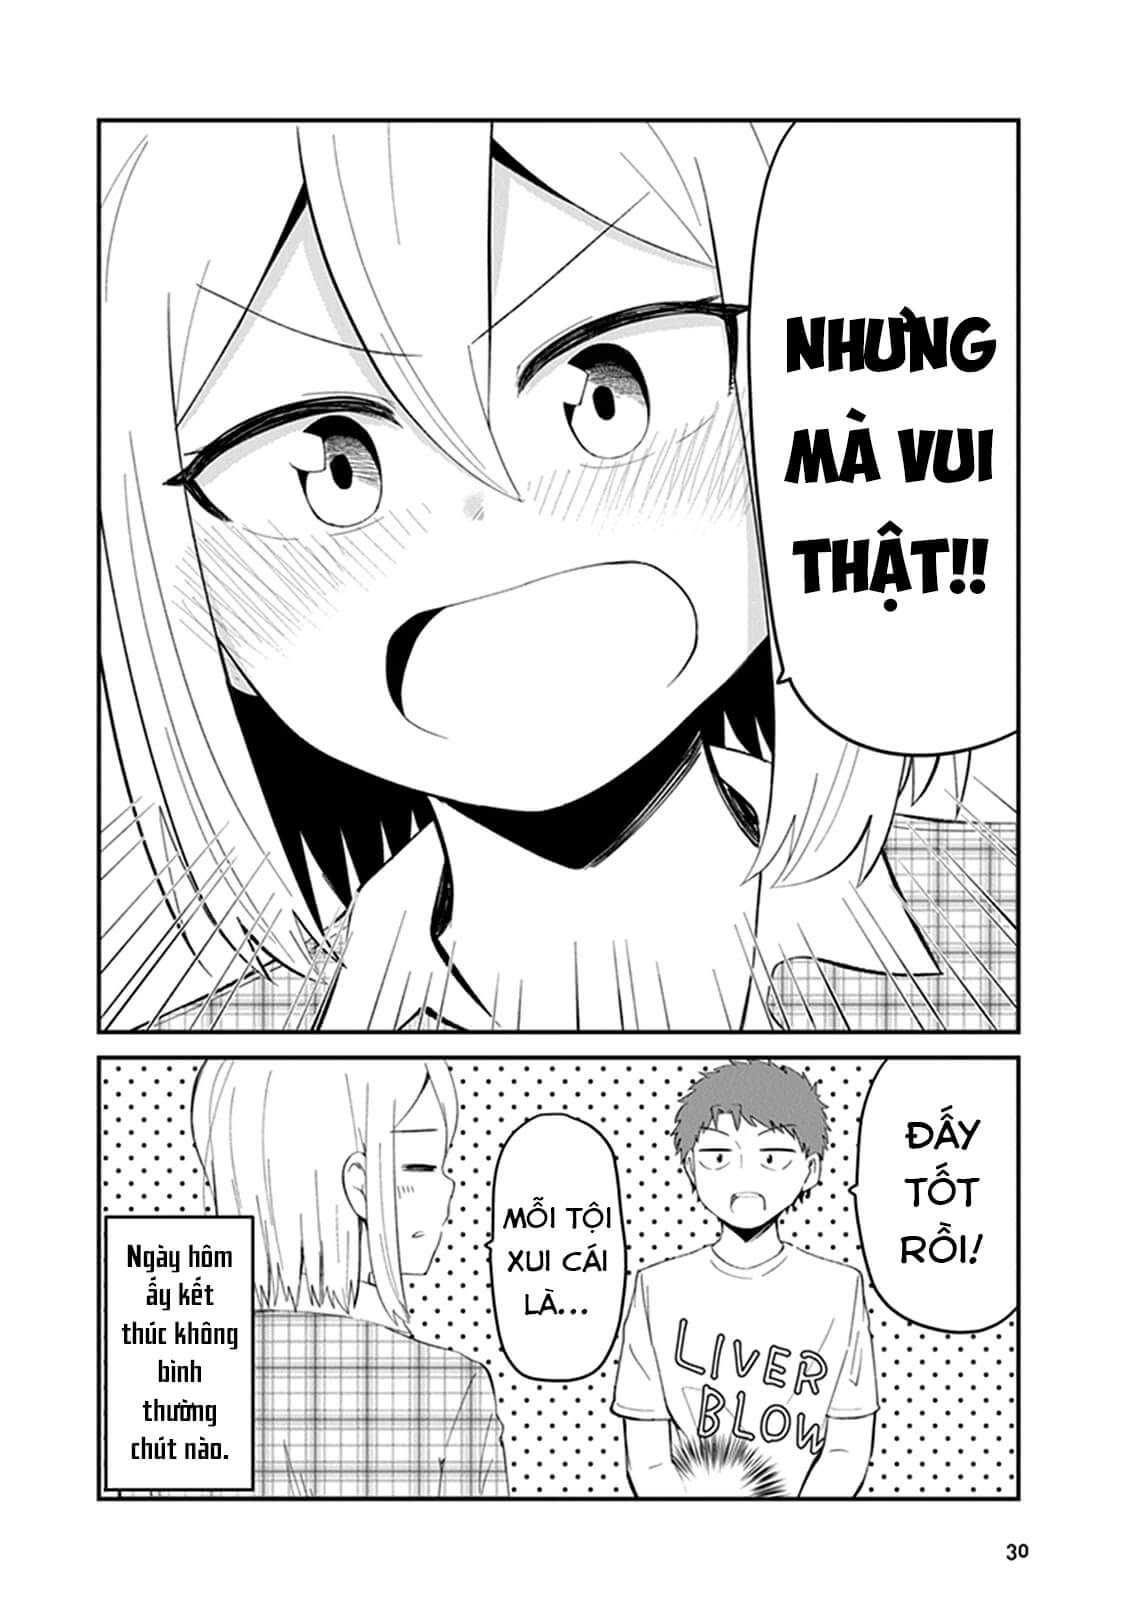 NHƯNG
MÀ VUI
THẬT!!
ĐẤY
TỐT
RỒI!
MỖI TỘI
XUI CÁI
LÀ...
LIVER
BLOW
Ngày hôm
ấy kết
thúc không
bình
thường
chút nào.
30